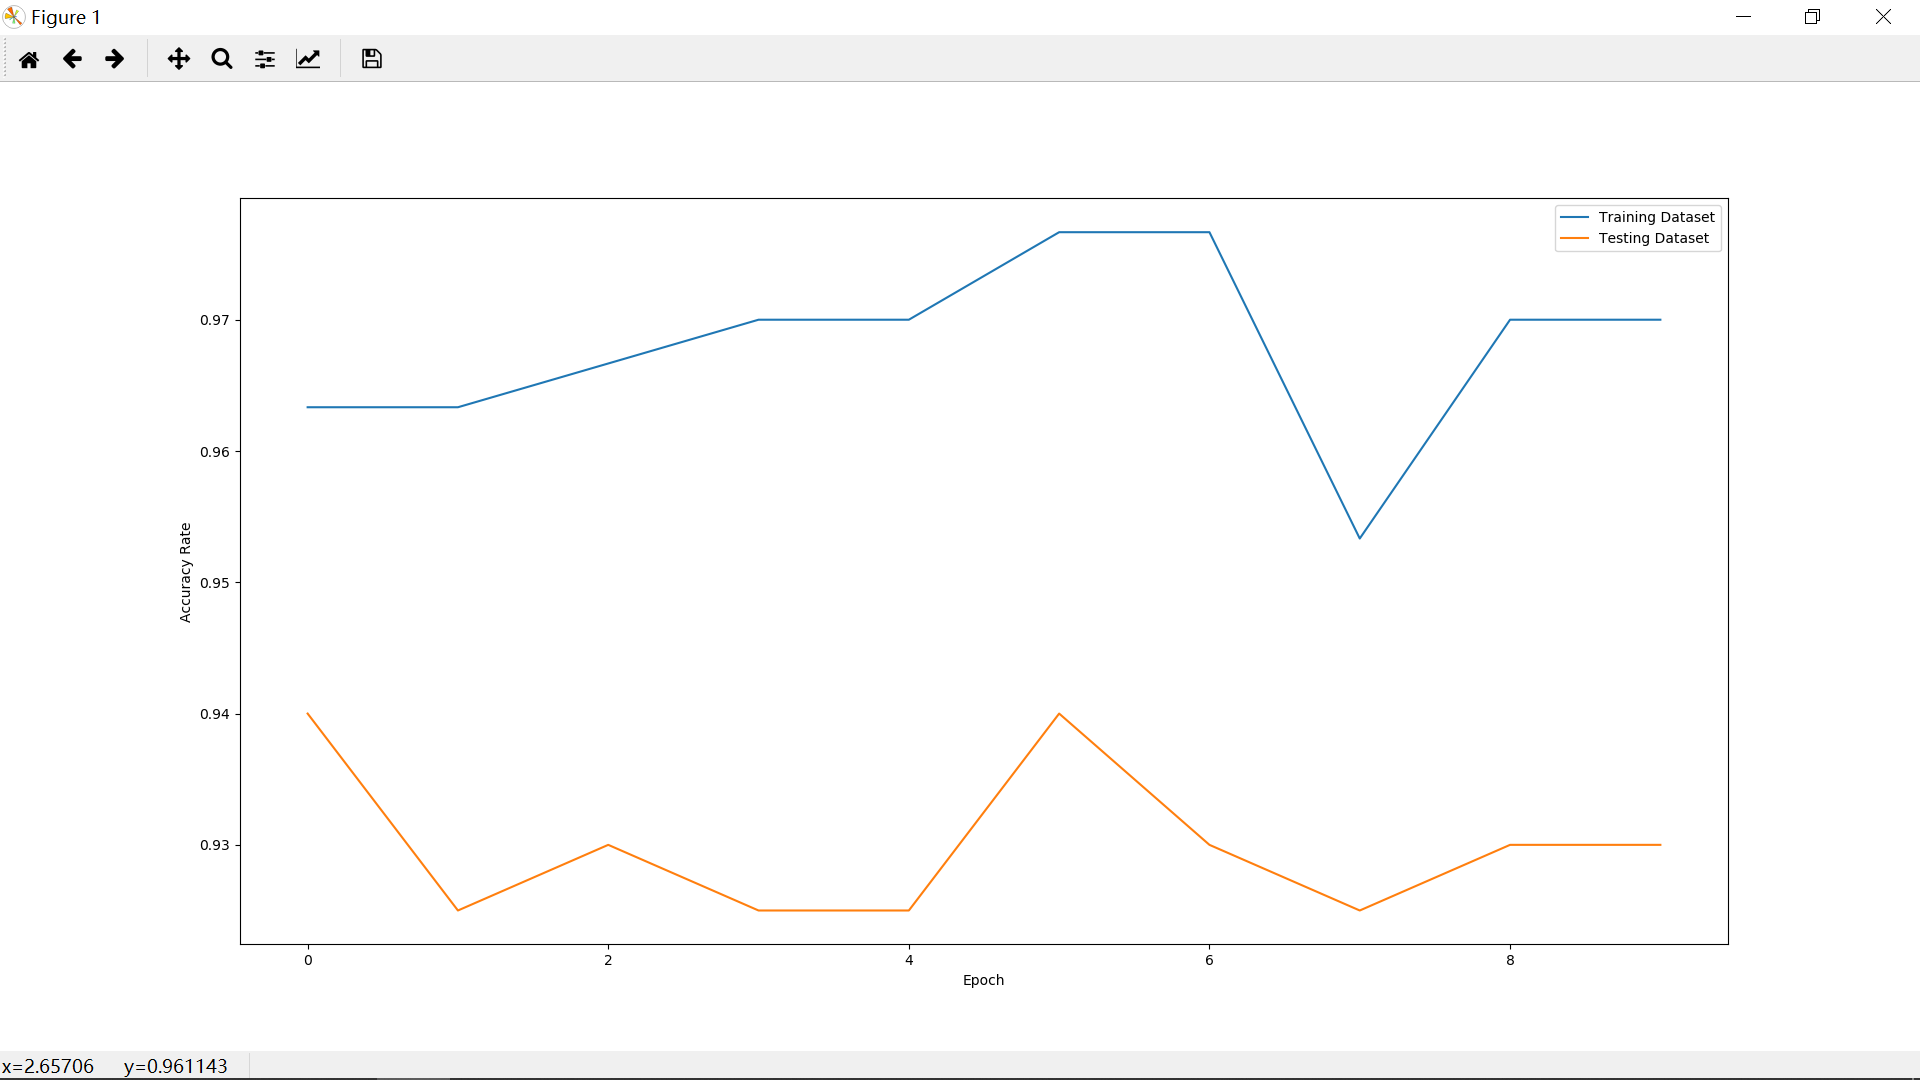 Figure 1
Training Dataset
Testing Dataset
0.97
0.96
0.95
0.94
0.93
Accuracy Rate
0 2 4 6 8
Epoch
x=2.65706 y=0.961143